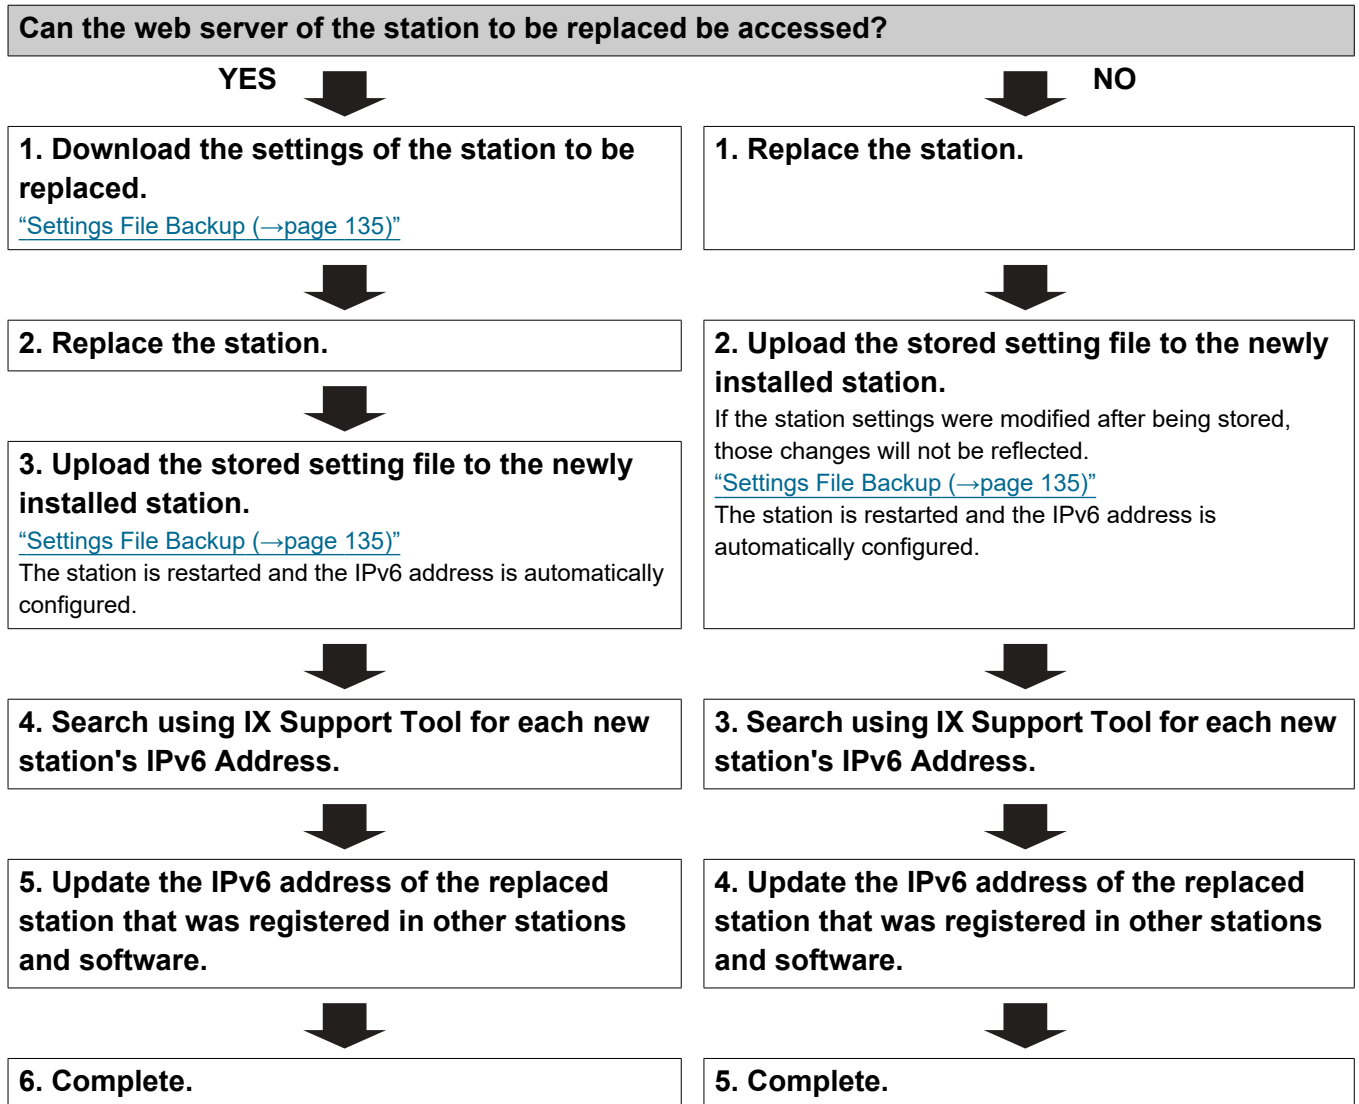 Can the web server of the station to be replaced be accessed?
YES
NO
1. Download the settings of the station to be
replaced.
“Settings File Backup (→page 135)”
2. Replace the station.
3. Upload the stored setting file to the newly
installed station.
“Settings File Backup (→page 135)”
The station is restarted and the IPv6 address is automatically
configured.
4. Search using IX Support Tool for each new
station's IPv6 Address.
5. Update the IPv6 address of the replaced
station that was registered in other stations
and software.
6. Complete.
1. Replace the station.
2. Upload the stored setting file to the newly
installed station.
If the station settings were modified after being stored,
those changes will not be reflected.
“Settings File Backup (→page 135)”
The station is restarted and the IPv6 address is
automatically configured.
3. Search using IX Support Tool for each new
station's IPv6 Address.
4. Update the IPv6 address of the replaced
station that was registered in other stations
and software.
5. Complete.